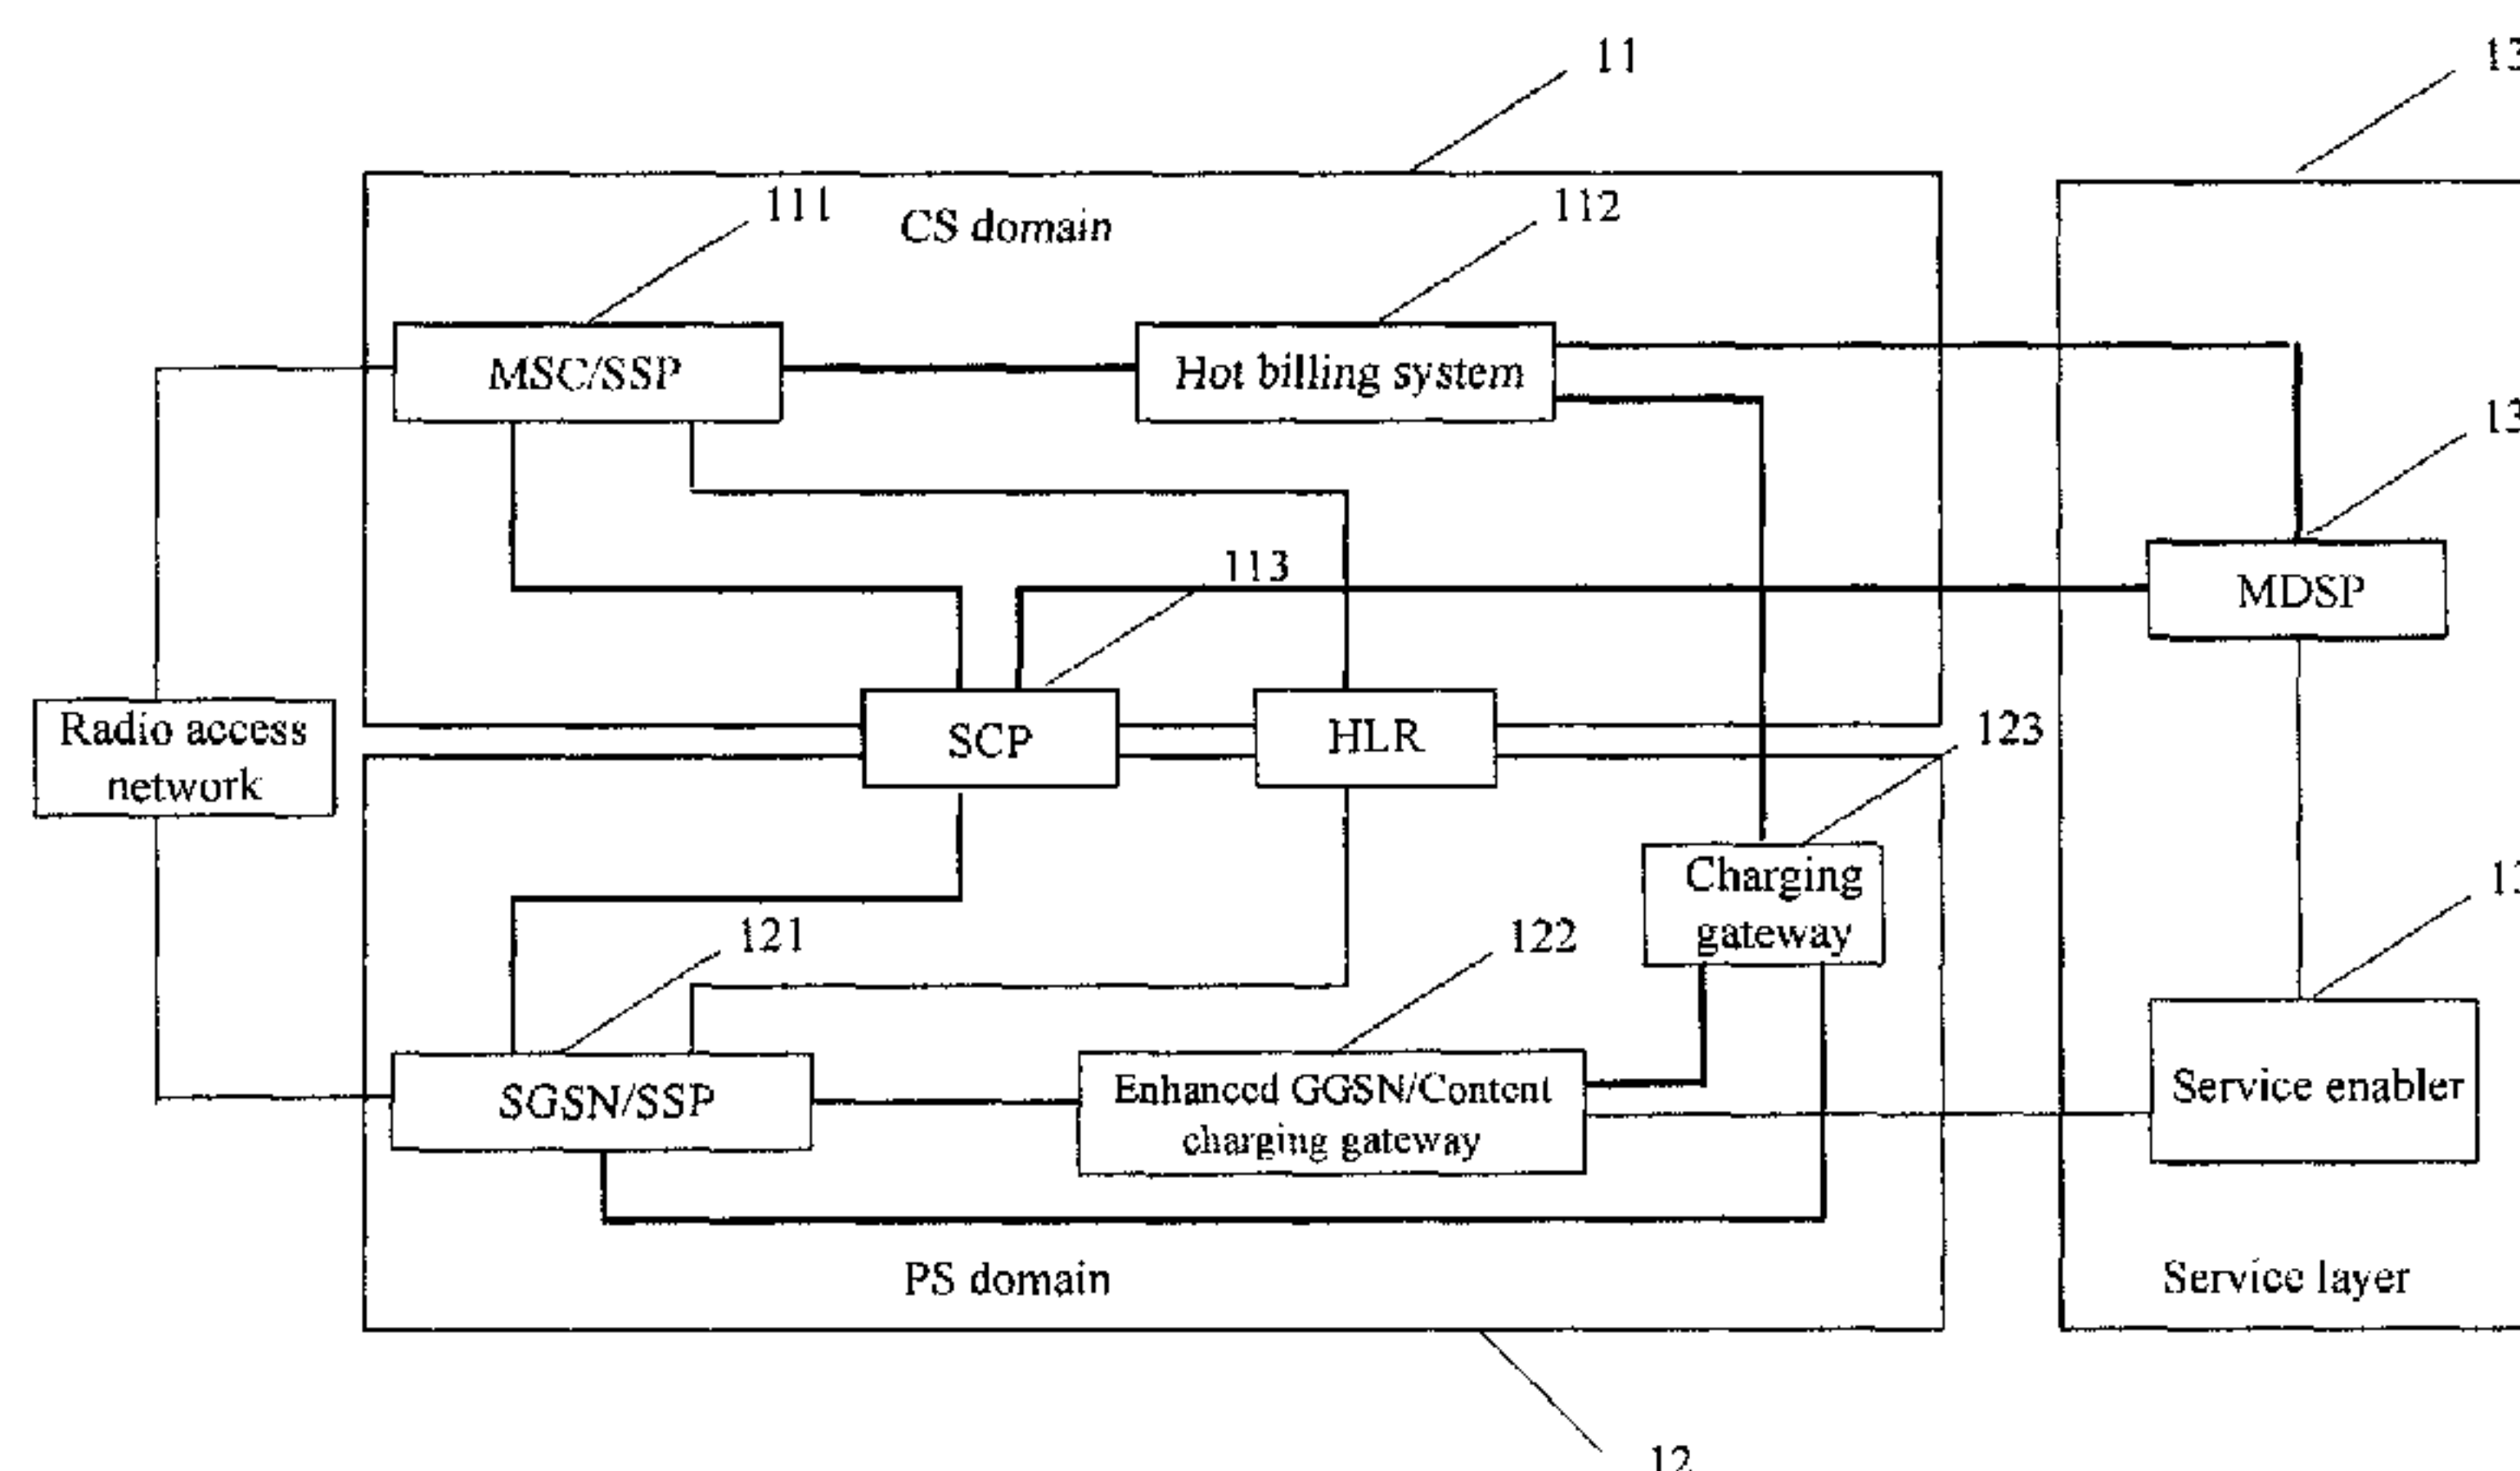 11
13
111
CS domain
112
MSC/SSP
Hot billing system
13
113
MDSP
Radio access
network
SCP
HLR
123
Charging
gateway
121
122
SGSN/SSP
Enhanced GGSN/Content
charging gateway
Service enabler
PS domain
Service layer
12